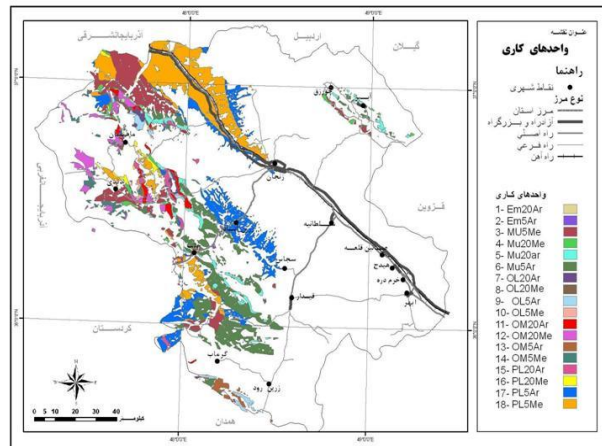 عنوان نقشه
واحدهای کاری
راهنما
نقاط شهری
نوع مرز
مرز استان
آزادراه و بزرگراه
راه اصلی
راه فرعی
راه آهن
واحدهای کاری
1- Em20Ar
2- Em5Ar
3- MU5Me
4- Mu20Me
5- Mu20ar
6- Mu5Ar
7- OL20Ar
8- OL20Me
9- OL5Ar
10- OL5Me
11- OM20Ar
12- OM20Me
13- OM5Ar
14- OM5Me
15- PL20Ar
16- PL20Me
17- PL5Ar
18- PL5Me
آذربایجانشرقی
اردبیل
گیلان
زنجان
قزوین
سلطانیه
هیدج
سجاس
خرم دره
ابهر
قیدار
کردستان
گرماب
زرین رود
همدان
0 5 10 20 30 40
کیلومتر